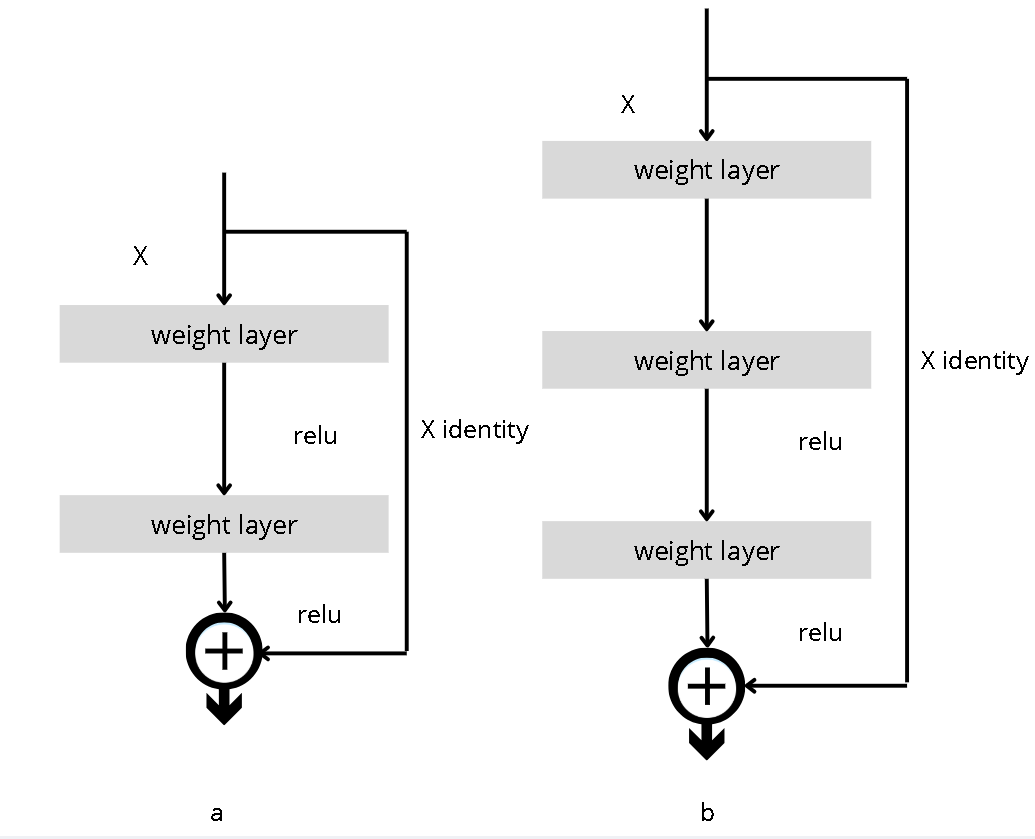 X
weight layer
relu
X identity
weight layer
relu
a
X
weight layer
weight layer
X identity
relu
weight layer
relu
b